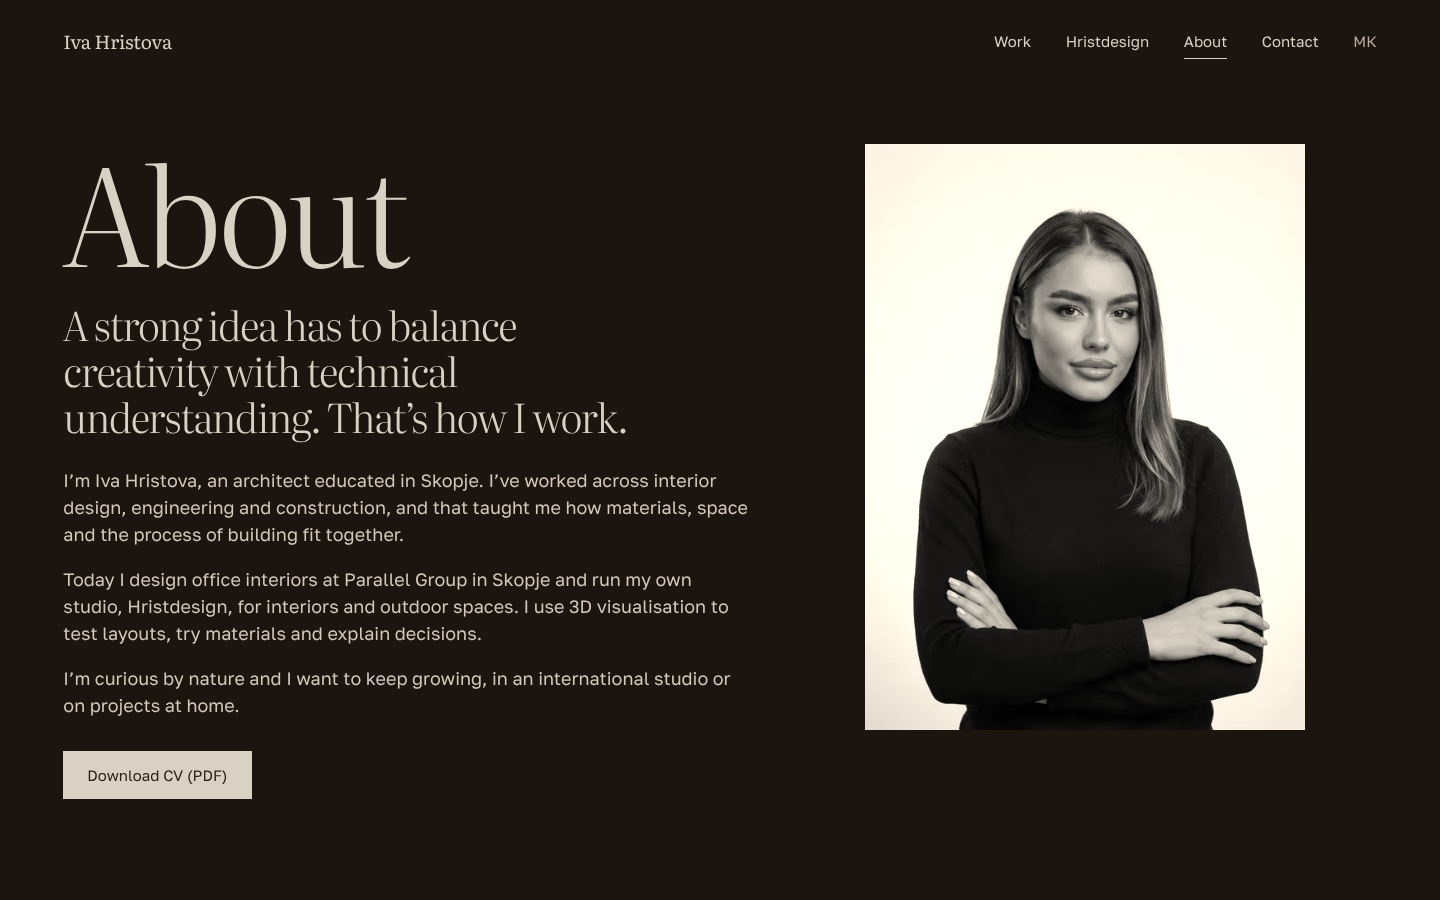 Iva Hristova
Work
Hristdesign
About
Contact
MK
About
A strong idea has to balance
creativity with technical
understanding. That’s how I work.
I’m Iva Hristova, an architect educated in Skopje. I’ve worked across interior
design, engineering and construction, and that taught me how materials, space
and the process of building fit together.
Today I design office interiors at Parallel Group in Skopje and run my own
studio, Hristdesign, for interiors and outdoor spaces. I use 3D visualisation to
test layouts, try materials and explain decisions.
I’m curious by nature and I want to keep growing, in an international studio or
on projects at home.
Download CV (PDF)